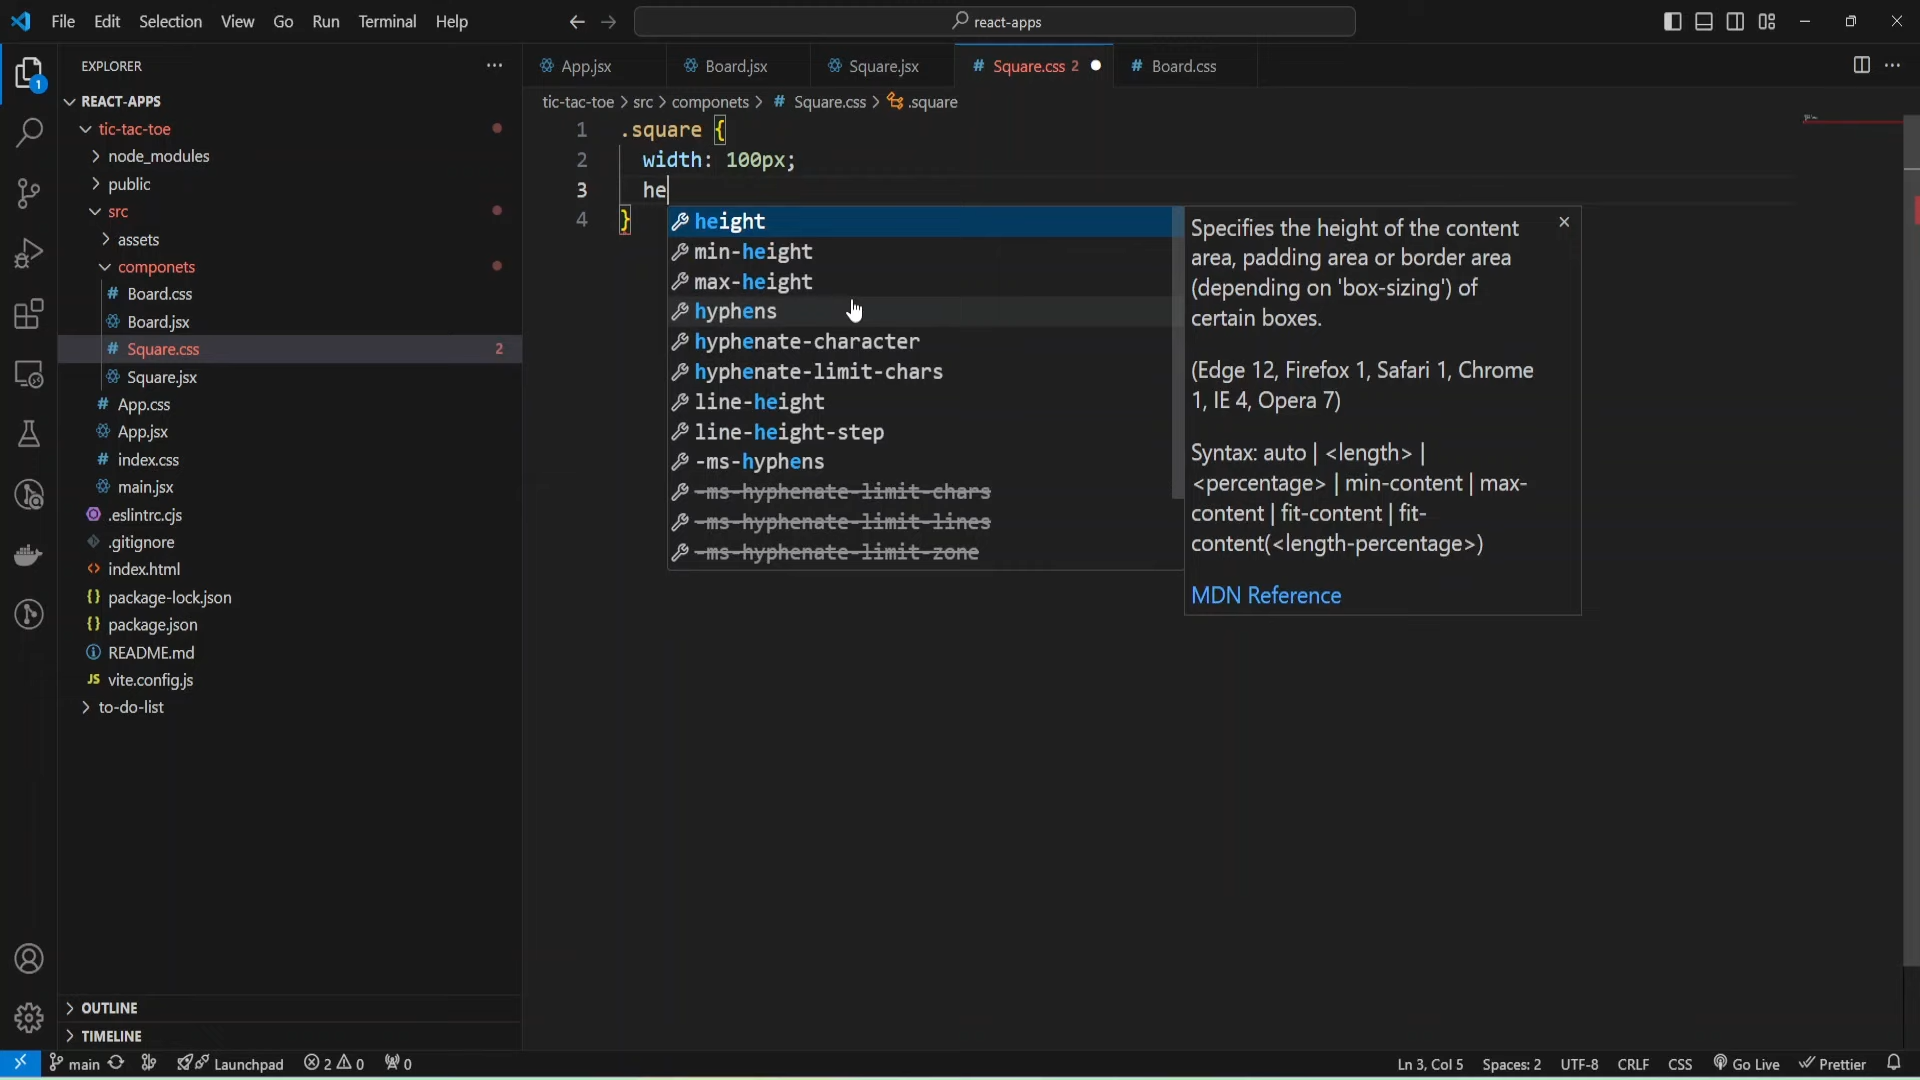 File Edit Selection View Go Run Terminal Help
react-apps
EXPLORER
1
REACT-APPS
tic-tac-toe
node_modules
public
src
assets
componets
# Board.css
Board.jsx
# Square.css 2
Square.jsx
# App.css
App.jsx
# index.css
main.jsx
.eslintrc.cjs
.gitignore
<> index.html
{} package-lock.json
{} package.json
README.md
JS vite.config.js
to-do-list
OUTLINE
TIMELINE
App.jsx Board.jsx Square.jsx # Square.css 2 # Board.css
tic-tac-toe > src > componets > # Square.css > .square
1 .square {
2 width: 100px;
3 he
4 }
height
min-height
max-height
hyphens
hyphenate-character
hyphenate-limit-chars
line-height
line-height-step
-ms-hyphens
-ms-hyphenate-limit-chars
-ms-hyphenate-limit-lines
-ms-hyphenate-limit-zone
Specifies the height of the content
area, padding area or border area
(depending on 'box-sizing') of
certain boxes.
(Edge 12, Firefox 1, Safari 1, Chrome
1, IE 4, Opera 7)
Syntax: auto | <length> |
<percentage> | min-content | max-
content | fit-content | fit-
content(<length-percentage>)
MDN Reference
main Launchpad 2 0 0 Ln 3, Col 5 Spaces: 2 UTF-8 CRLF CSS Go Live Prettier